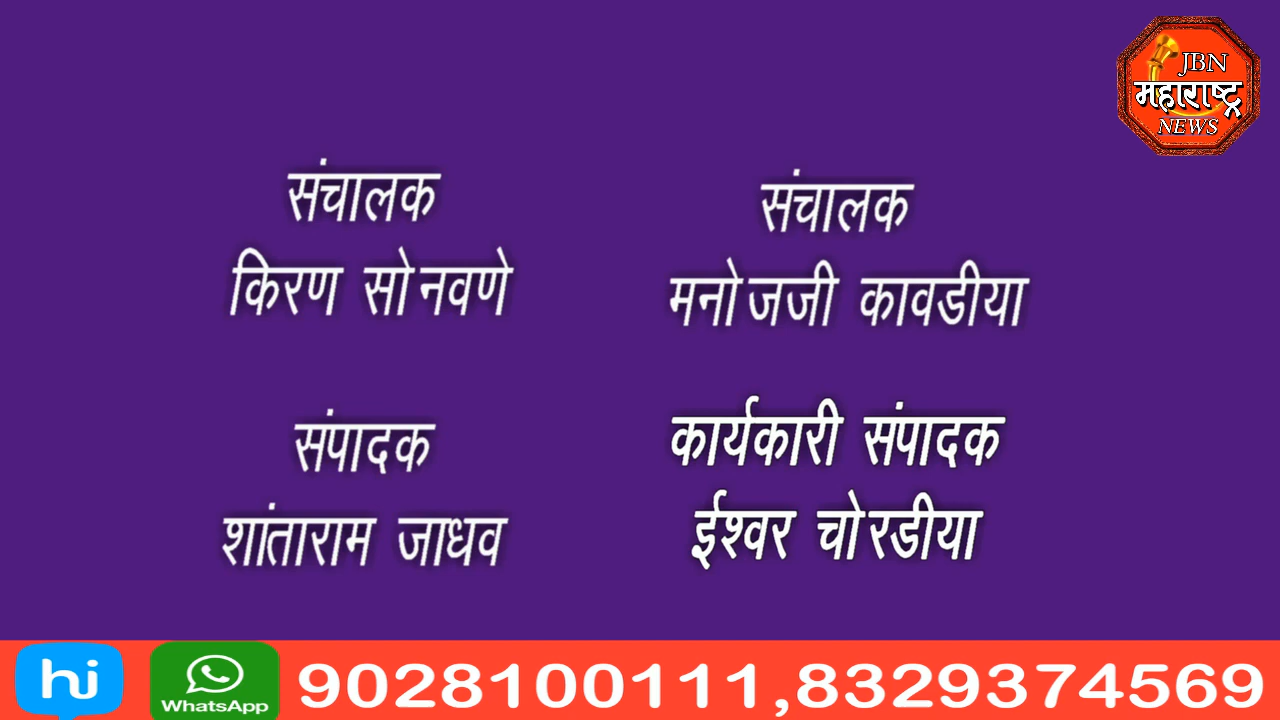 JBN
महाराष्ट्र
NEWS
संचालक
किरण सोनवणे
संचालक
मनोजजी कावडीया
संपादक
शांताराम जाधव
कार्यकारी संपादक
ईश्वर चोरडीया
hi
WhatsApp
9028100111,8329374569